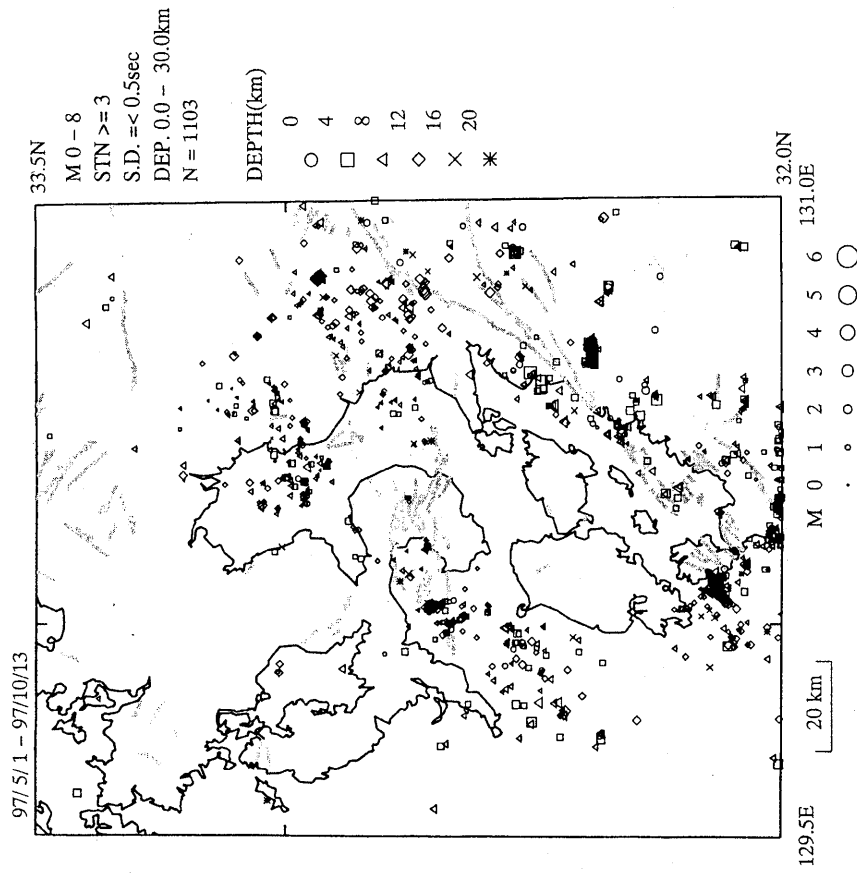 97/ 5/ 1 – 97/10/13
33.5N
M 0 – 8
STN >= 3
S.D. =< 0.5sec
DEP. 0.0 – 30.0km
N = 1103
DEPTH(km)
0
4
8
12
16
20
32.0N
129.5E
131.0E
20 km
M 0 1 2 3 4 5 6